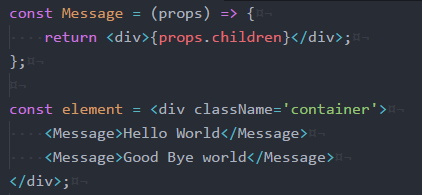 const Message = (props) => {
    return <div>{props.children}</div>;
};

const element = <div className='container'>
    <Message>Hello World</Message>
    <Message>Good Bye world</Message>
</div>;